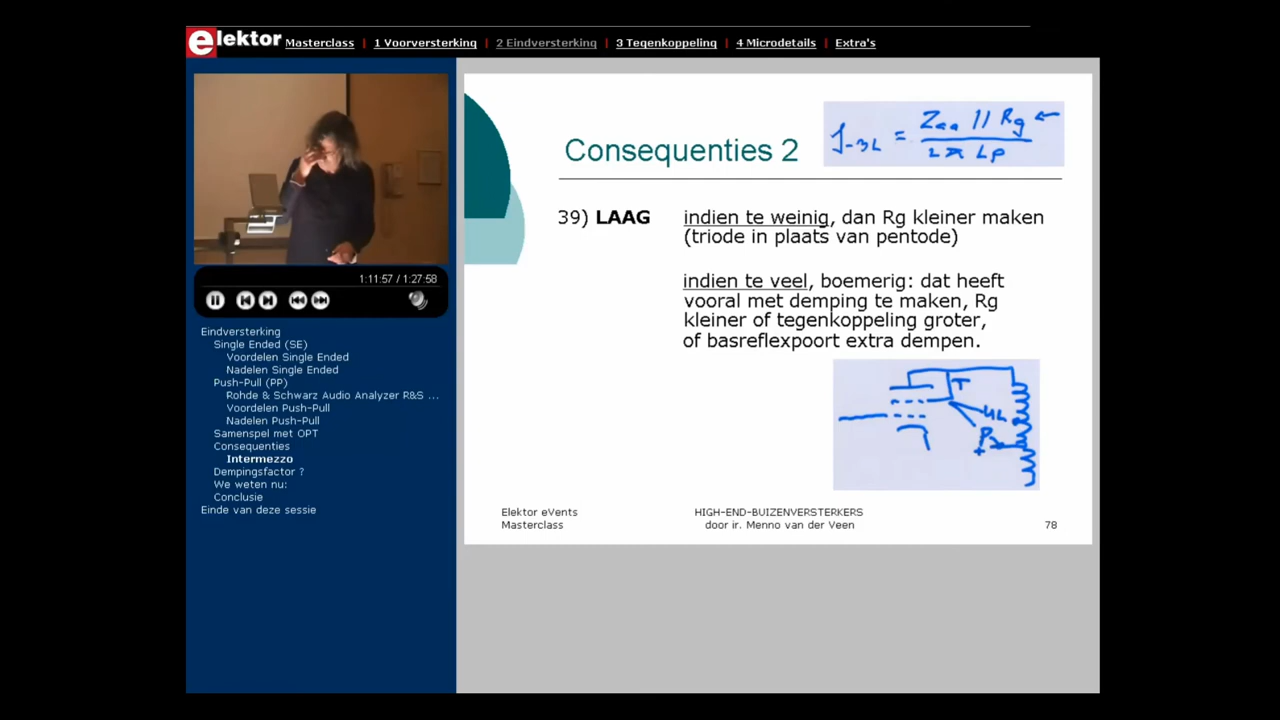 elektor Masterclass | 1 Voorversterking | 2 Eindversterking | 3 Tegenkoppeling | 4 Microdetails | Extra's
1:11:57 / 1:27:58
Eindversterking
Single Ended (SE)
Voordelen Single Ended
Nadelen Single Ended
Push-Pull (PP)
Rohde & Schwarz Audio Analyzer R&S ...
Voordelen Push-Pull
Nadelen Push-Pull
Samenspel met OPT
Consequenties
Intermezzo
Dempingsfactor ?
We weten nu:
Conclusie
Einde van deze sessie
Consequenties 2
f-3L = Zaa // Rg
2π Lp
39) LAAG indien te weinig, dan Rg kleiner maken
(triode in plaats van pentode)
indien te veel, boemerig: dat heeft
vooral met demping te maken, Rg
kleiner of tegenkoppeling groter,
of basreflexpoort extra dempen.
T
UL
P
+
Elektor eVents
Masterclass
HIGH-END-BUIZENVERSTERKERS
door ir. Menno van der Veen
78